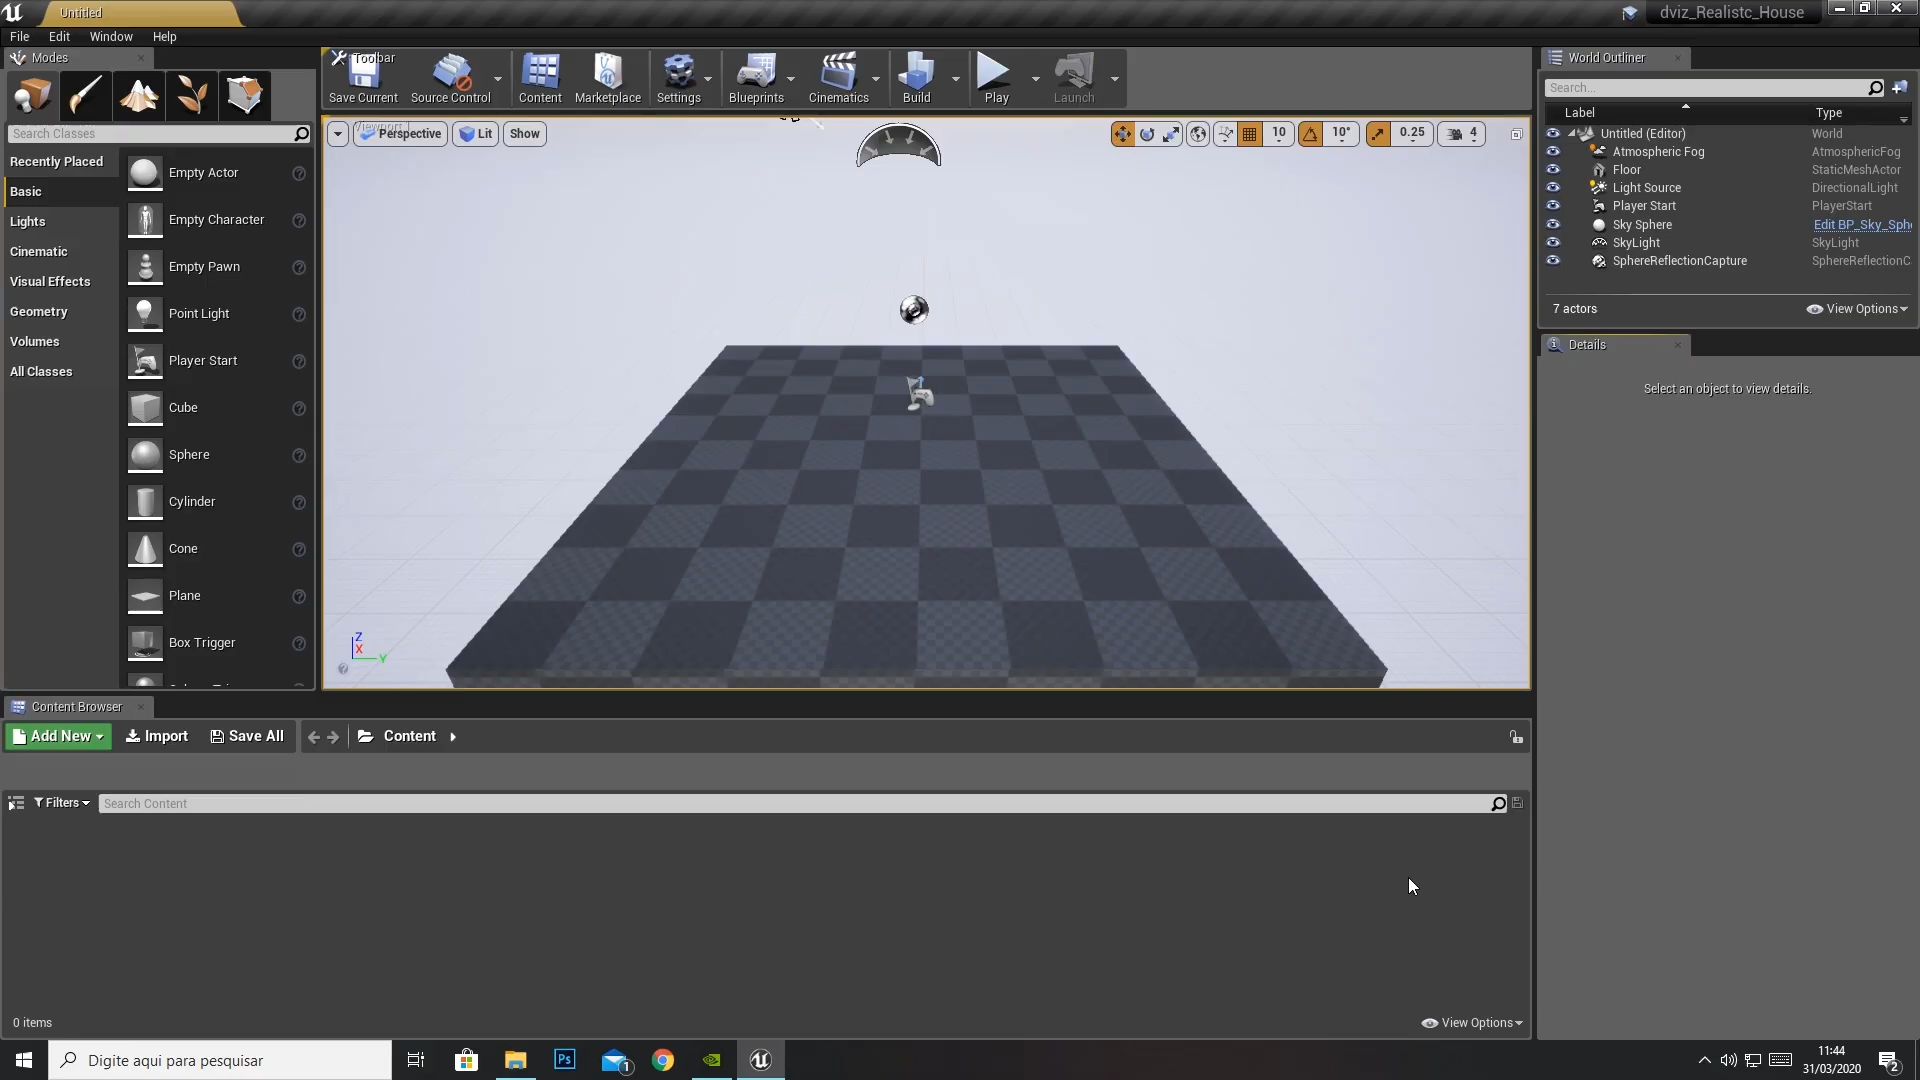 Untitled
dviz_Realistc_House
File Edit Window Help
Modes
Toolbar
World Outliner
Save Current Source Control Content Marketplace Settings Blueprints Cinematics Build Play Launch
Search...
Label Type
Search Classes
Viewport 1
Perspective Lit Show
10 10° 0.25 4
Untitled (Editor) World
Atmospheric Fog AtmosphericFog
Floor StaticMeshActor
Light Source DirectionalLight
Player Start PlayerStart
Sky Sphere Edit BP_Sky_Sph
SkyLight SkyLight
SphereReflectionCapture SphereReflectionC
7 actors View Options
Details
Select an object to view details.
Recently Placed
Basic
Lights
Cinematic
Visual Effects
Geometry
Volumes
All Classes
Empty Actor
Empty Character
Empty Pawn
Point Light
Player Start
Cube
Sphere
Cylinder
Cone
Plane
Box Trigger
Z
X
Y
Content Browser
Add New Import Save All Content
Filters Search Content
0 items View Options
Digite aqui para pesquisar
Ps
1
11:44
31/03/2020
2